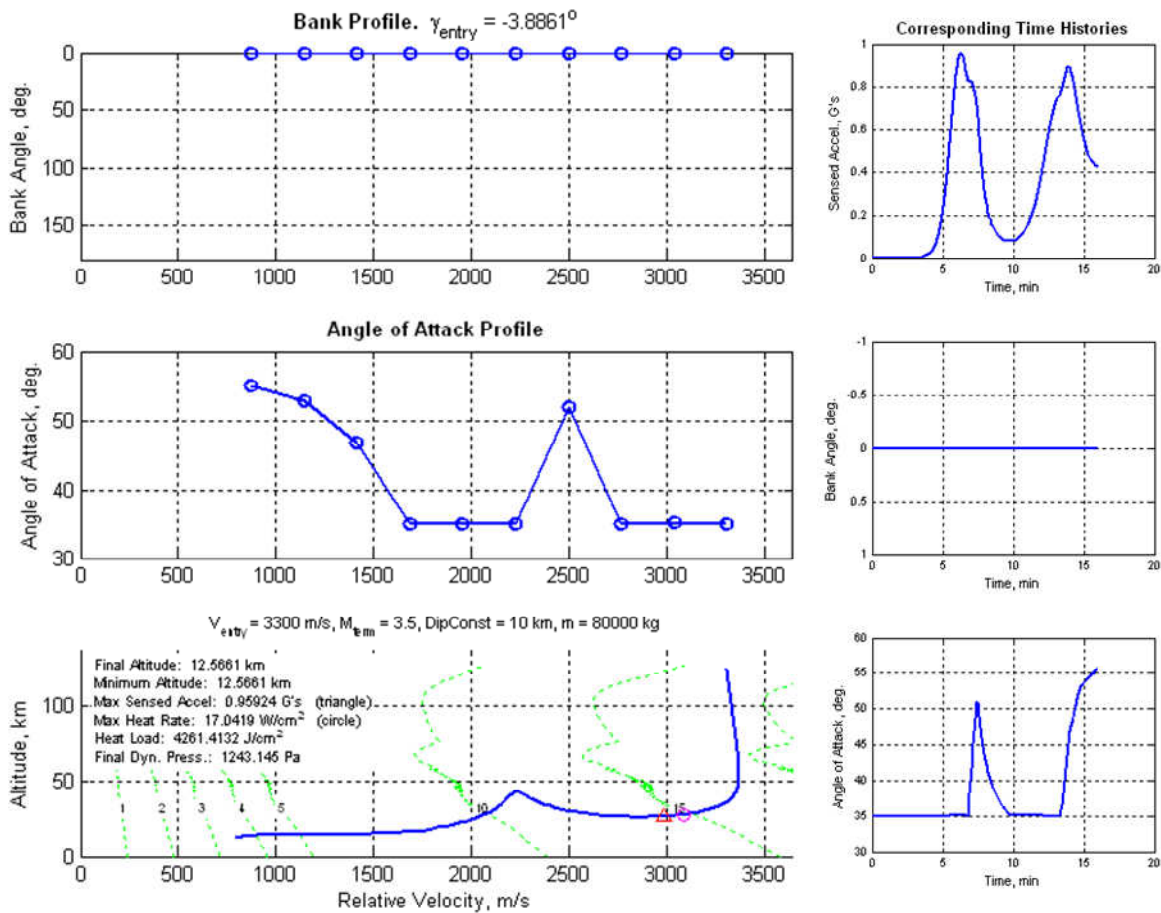 Bank Profile. γentry = -3.8861°
Bank Angle, deg.
0
50
100
150
0 500 1000 1500 2000 2500 3000 3500
Angle of Attack Profile
Angle of Attack, deg.
60
50
40
30
0 500 1000 1500 2000 2500 3000 3500
Ventry = 3300 m/s, Mterm = 3.5, DipConst = 10 km, m = 80000 kg
Final Altitude: 12.5661 km
Minimum Altitude: 12.5661 km
Max Sensed Accel: 0.95924 G's (triangle)
Max Heat Rate: 17.0419 W/cm² (circle)
Heat Load: 4261.4132 J/cm²
Final Dyn. Press.: 1243.145 Pa
Altitude, km
100
50
0
1 2 3 4 5 10 15
0 500 1000 1500 2000 2500 3000 3500
Relative Velocity, m/s
Corresponding Time Histories
Sensed Accel., G's
1
0.8
0.6
0.4
0.2
0
0 5 10 15 20
Time, min
Bank Angle, deg.
-1
-0.5
0
0.5
1
0 5 10 15 20
Time, min
Angle of Attack, deg.
60
55
50
45
40
35
30
0 5 10 15 20
Time, min